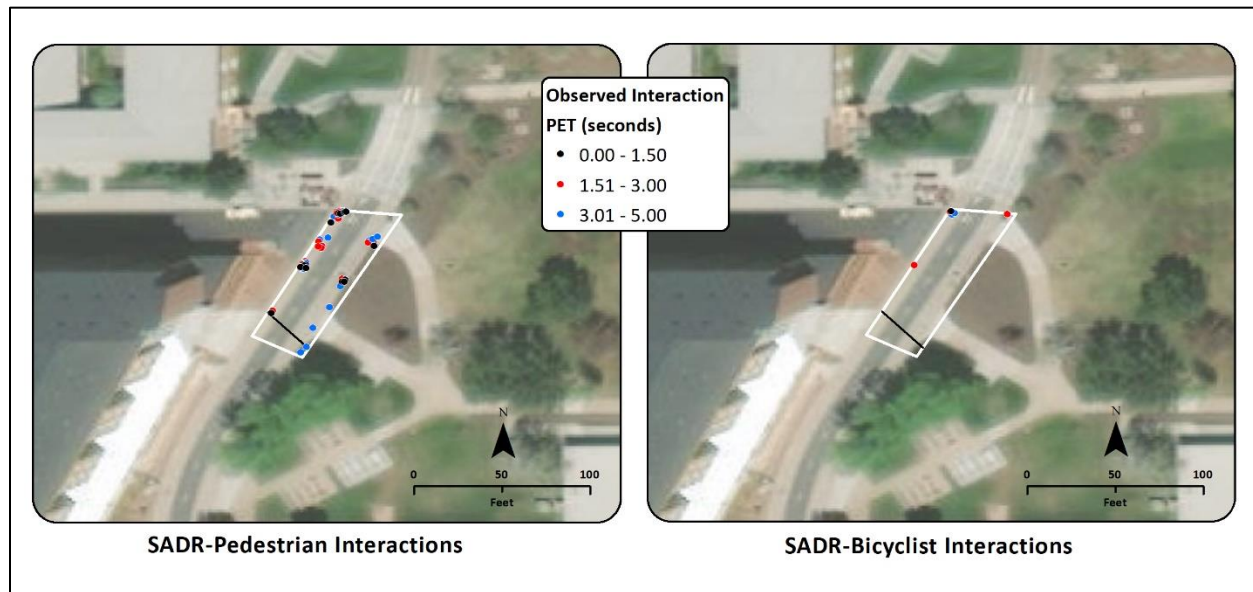 Observed Interaction
PET (seconds)
0.00 - 1.50
1.51 - 3.00
3.01 - 5.00
N
0 50 100
Feet
N
0 50 100
Feet
SADR-Pedestrian Interactions
SADR-Bicyclist Interactions